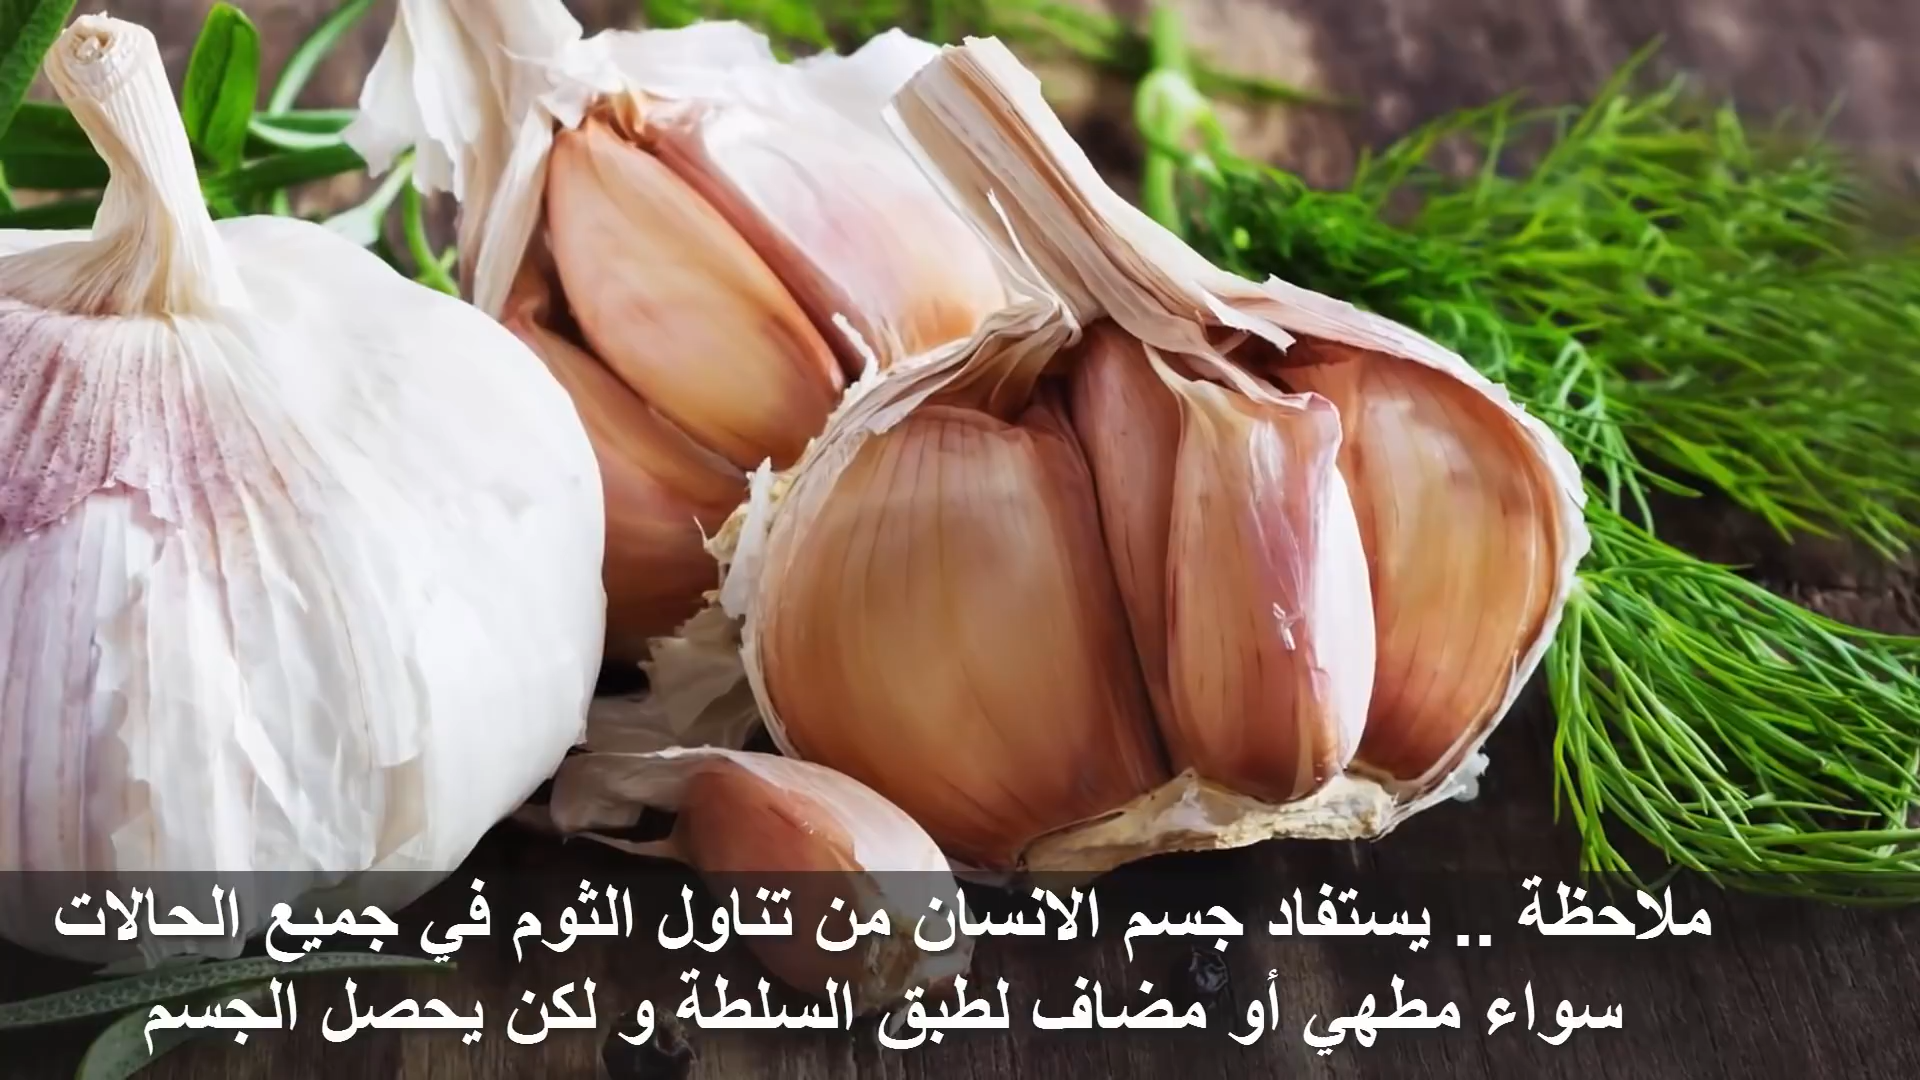 ملاحظة .. يستفاد جسم الانسان من تناول الثوم في جميع الحالات
سواء مطهي أو مضاف لطبق السلطة و لكن يحصل الجسم